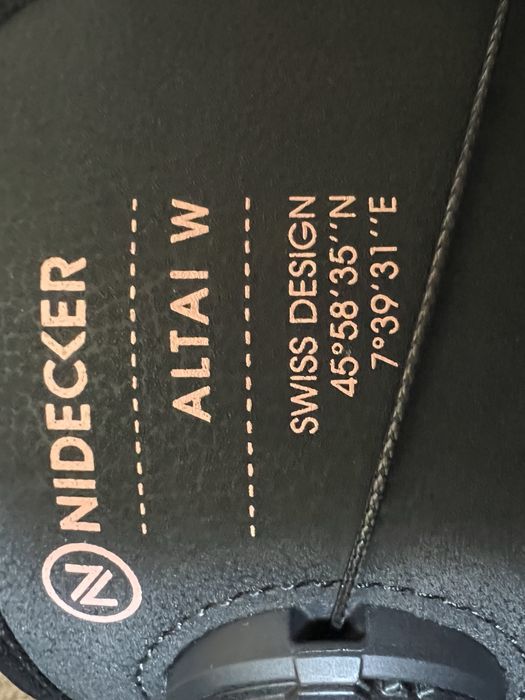 NIDECKER
ALTAI W
SWISS DESIGN
45°58'35''N
7°39'31''E